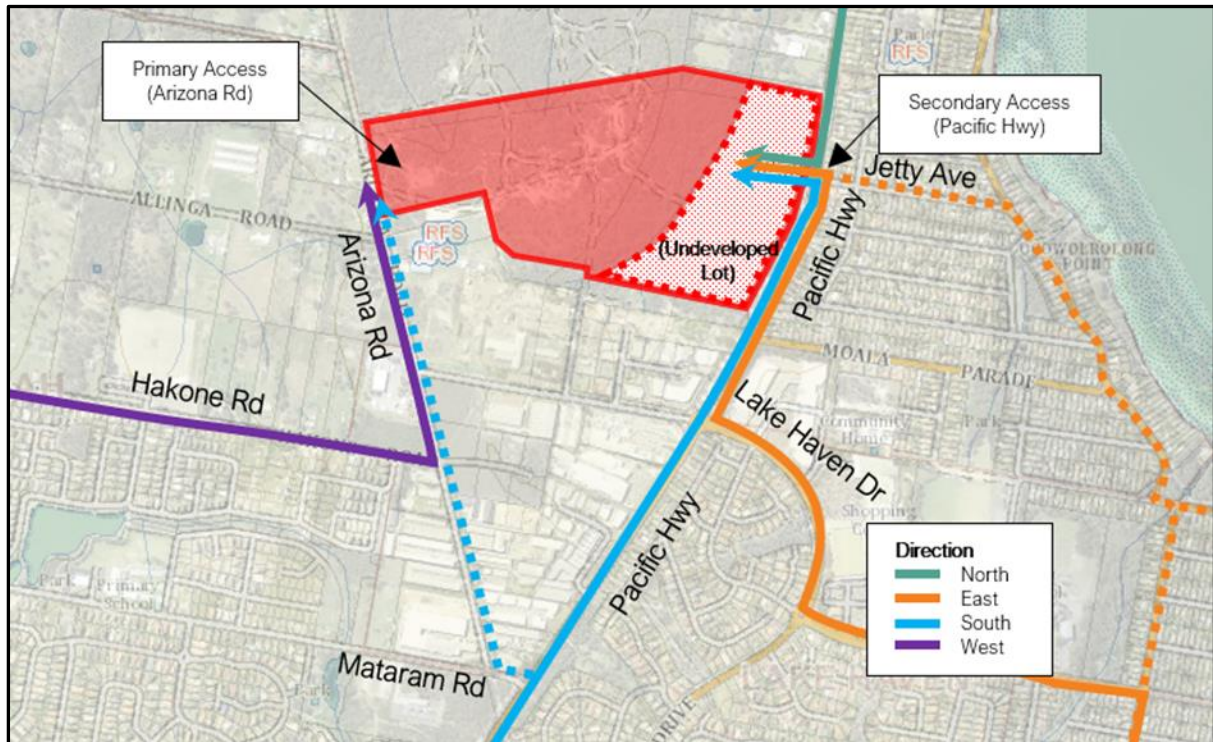 Park
RFS
Primary Access
(Arizona Rd)
Secondary Access
(Pacific Hwy)
Jetty Ave
ALLINGA ROAD
RFS
RFS
POINT
(Undeveloped
Lot)
Arizona Rd
Pacific Hwy
MOALA PARADE
Hakone Rd
Lake Haven Dr
Community
Home
Park
Shopping
Direction
North
East
South
West
Pacific Hwy
Park
Primary
School
Park
Mataram Rd
DRIVE